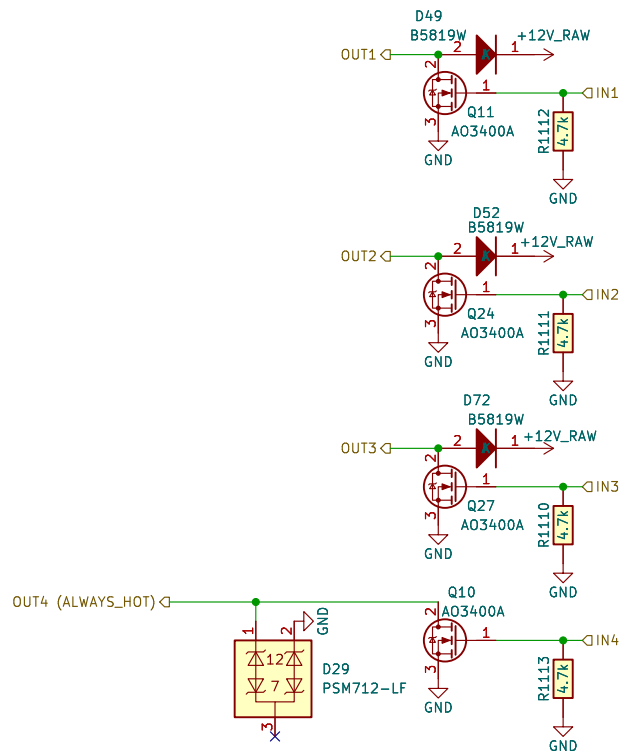 D49
B5819W
+12V_RAW
OUT1
2
1
2
1
IN1
Q11
AO3400A
3
GND
R1112
4.7k
GND
D52
B5819W
+12V_RAW
OUT2
2
1
2
1
IN2
Q24
AO3400A
3
GND
R1111
4.7k
GND
D72
B5819W
+12V_RAW
OUT3
2
1
2
1
IN3
Q27
AO3400A
3
GND
R1110
4.7k
GND
OUT4 (ALWAYS_HOT)
Q10
AO3400A
2
1
IN4
3
GND
R1113
4.7k
GND
1
2
GND
12
7
D29
PSM712-LF
3